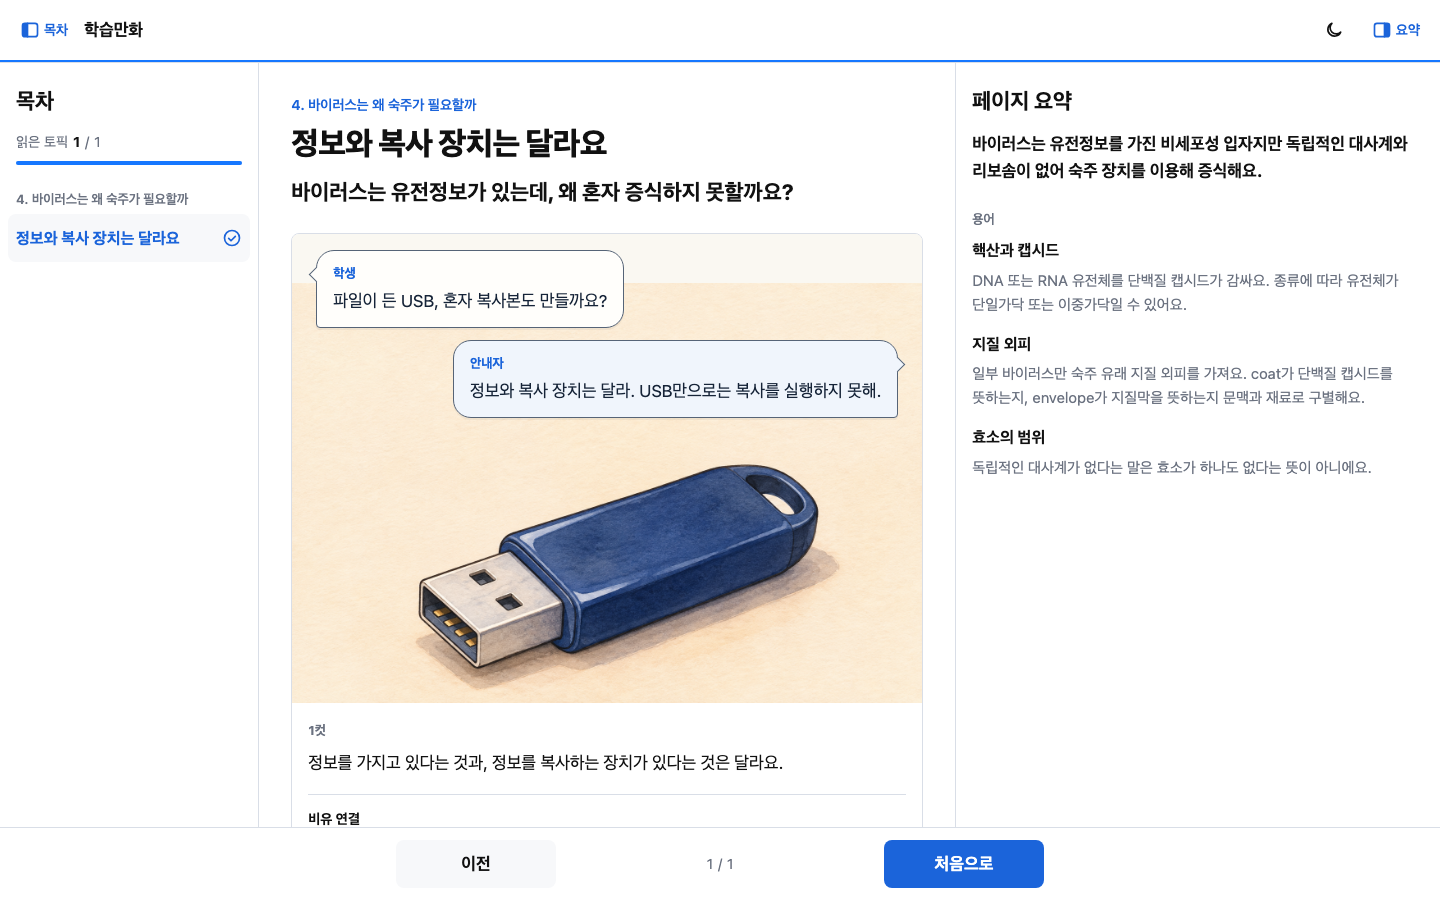 목차
학습만화
요약
목차
읽은 토픽 1 / 1
4. 바이러스는 왜 숙주가 필요할까
정보와 복사 장치는 달라요
4. 바이러스는 왜 숙주가 필요할까
정보와 복사 장치는 달라요
바이러스는 유전정보가 있는데, 왜 혼자 증식하지 못할까요?
학생
파일이 든 USB, 혼자 복사본도 만들까요?
안내자
정보와 복사 장치는 달라. USB만으로는 복사를 실행하지 못해.
1컷
정보를 가지고 있다는 것과, 정보를 복사하는 장치가 있다는 것은 달라요.
비유 연결
페이지 요약
바이러스는 유전정보를 가진 비세포성 입자지만 독립적인 대사계와
리보솜이 없어 숙주 장치를 이용해 증식해요.
용어
핵산과 캡시드
DNA 또는 RNA 유전체를 단백질 캡시드가 감싸요. 종류에 따라 유전체가
단일가닥 또는 이중가닥일 수 있어요.
지질 외피
일부 바이러스만 숙주 유래 지질 외피를 가져요. coat가 단백질 캡시드를
뜻하는지, envelope가 지질막을 뜻하는지 문맥과 재료로 구별해요.
효소의 범위
독립적인 대사계가 없다는 말은 효소가 하나도 없다는 뜻이 아니에요.
이전
1 / 1
처음으로